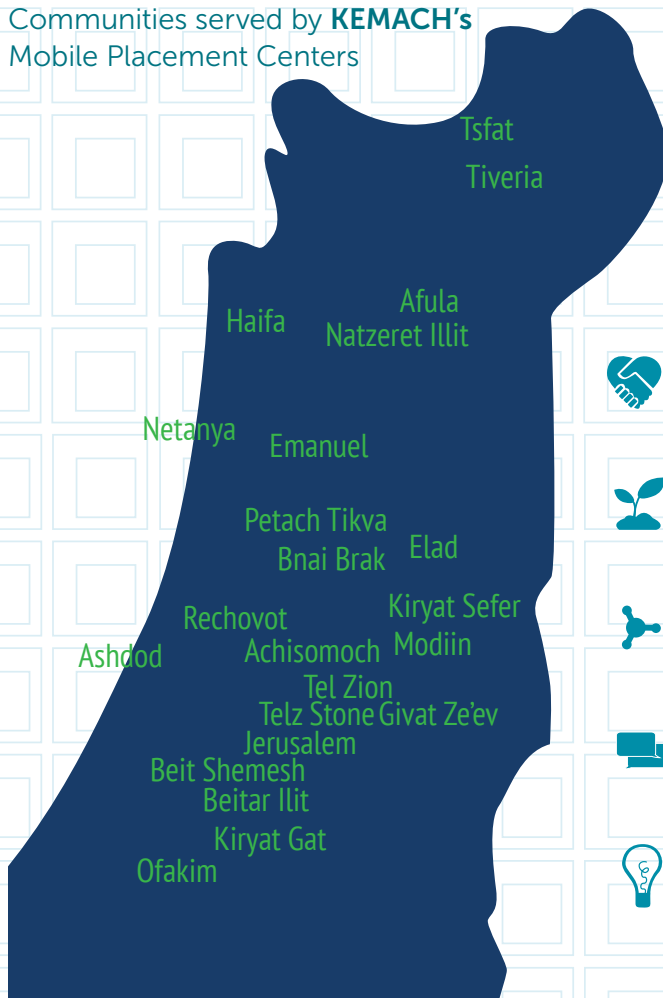 Communities served by KEMACH's
Mobile Placement Centers
Tsfat
Tiveria
Afula
Haifa
Natzeret Illit
Netanya
Emanuel
Petach Tikva
Elad
Bnai Brak
Kiryat Sefer
Rechovot
Modiin
Achisomoch
Ashdod
Tel Zion
Telz Stone Givat Ze’ev
Jerusalem
Beit Shemesh
Beitar Ilit
Kiryat Gat
Ofakim